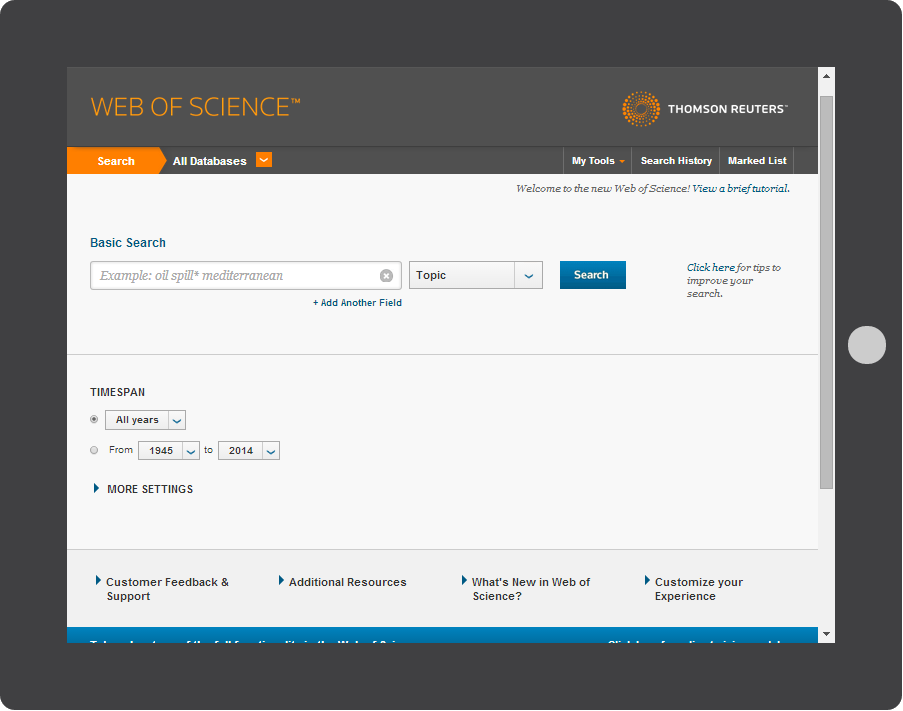 WEB OF SCIENCE™
THOMSON REUTERS™
Search
All Databases
My Tools
Search History
Marked List
Welcome to the new Web of Science! View a brief tutorial.
Basic Search
Example: oil spill* mediterranean
Topic
Search
Click here for tips to
improve your
search.
+ Add Another Field
TIMESPAN
All years
From 1945 to 2014
MORE SETTINGS
Customer Feedback &
Support
Additional Resources
What's New in Web of
Science?
Customize your
Experience